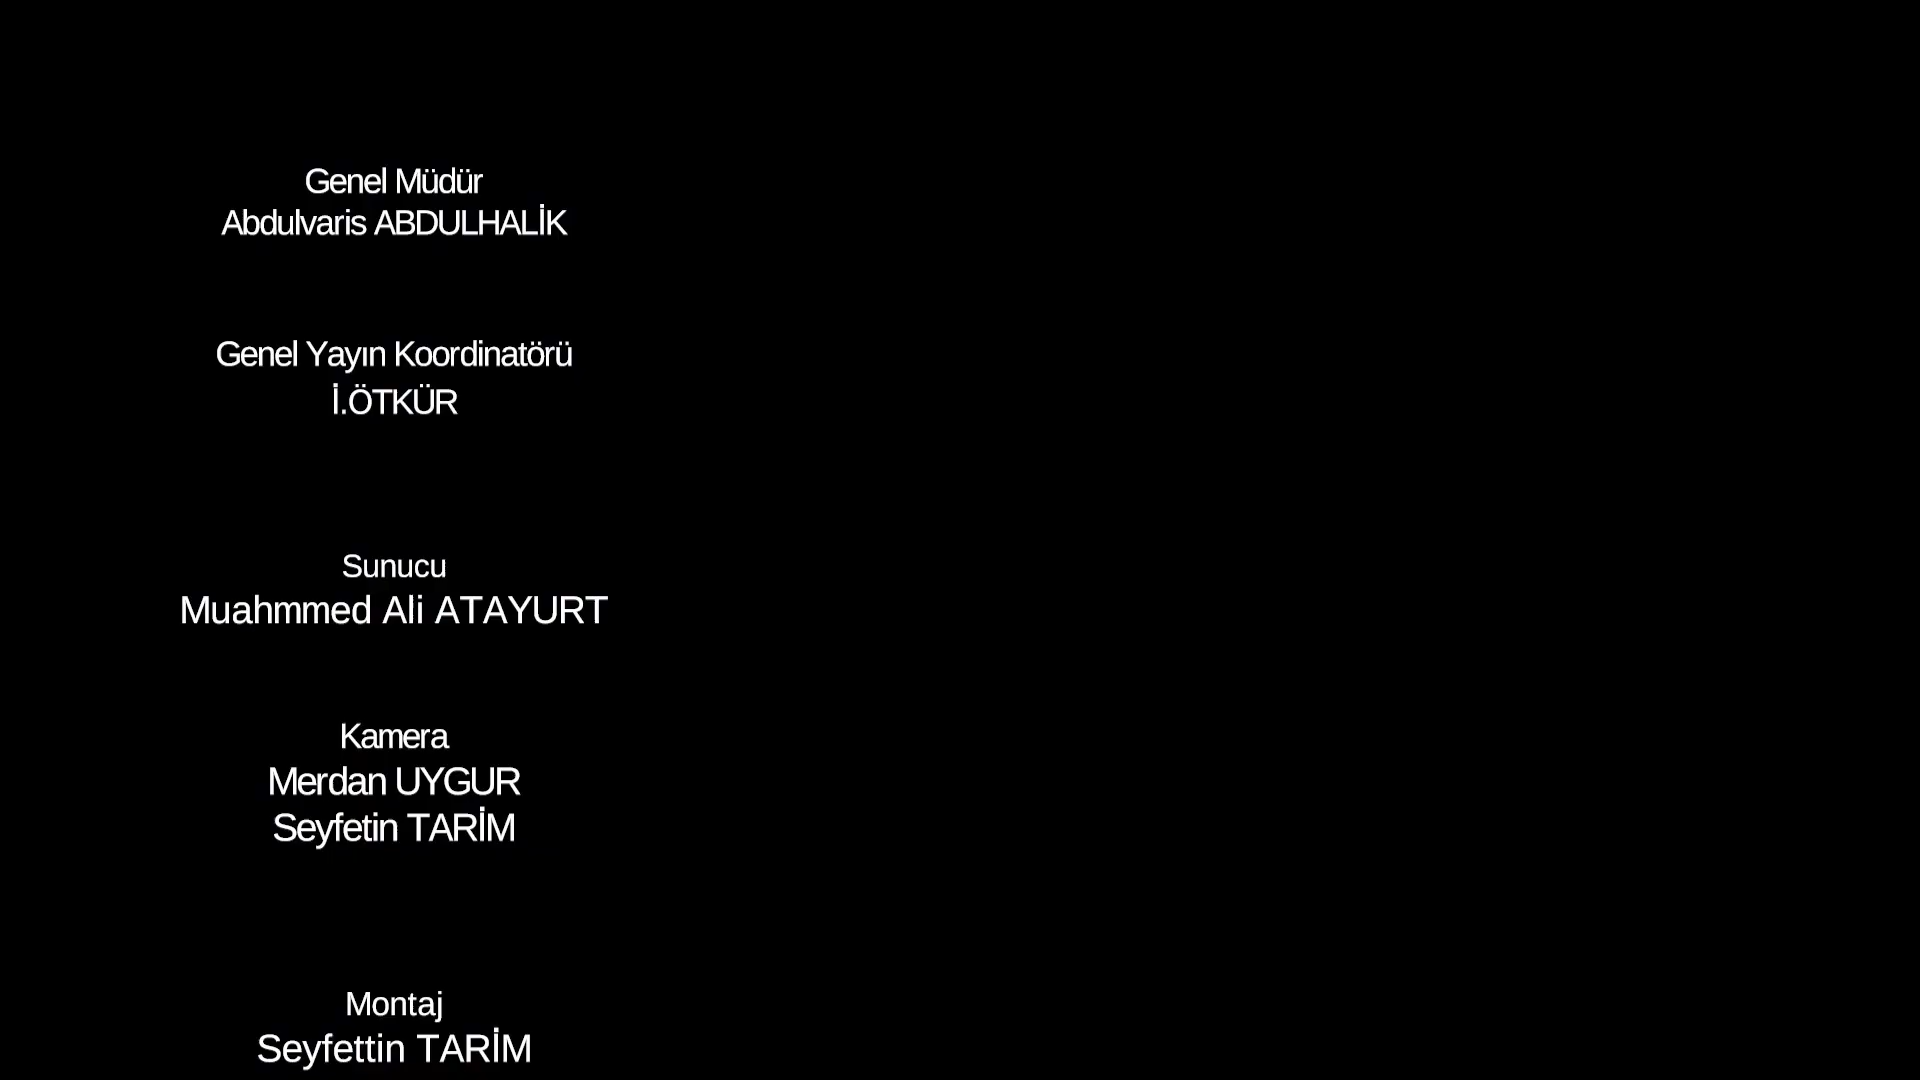 Genel Müdür
Abdulvaris ABDULHALİK
Genel Yayın Koordinatörü
İ.ÖTKÜR
Sunucu
Muahmmed Ali ATAYURT
Kamera
Merdan UYGUR
Seyfetin TARİM
Montaj
Seyfettin TARİM